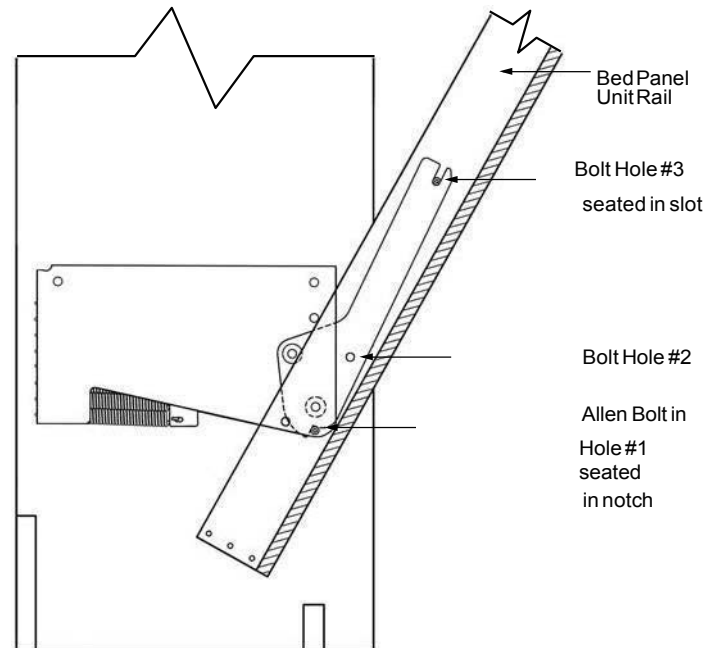 Bed Panel
Unit Rail
Bolt Hole #3
seated in slot
Bolt Hole #2
Allen Bolt in
Hole #1
seated
in notch